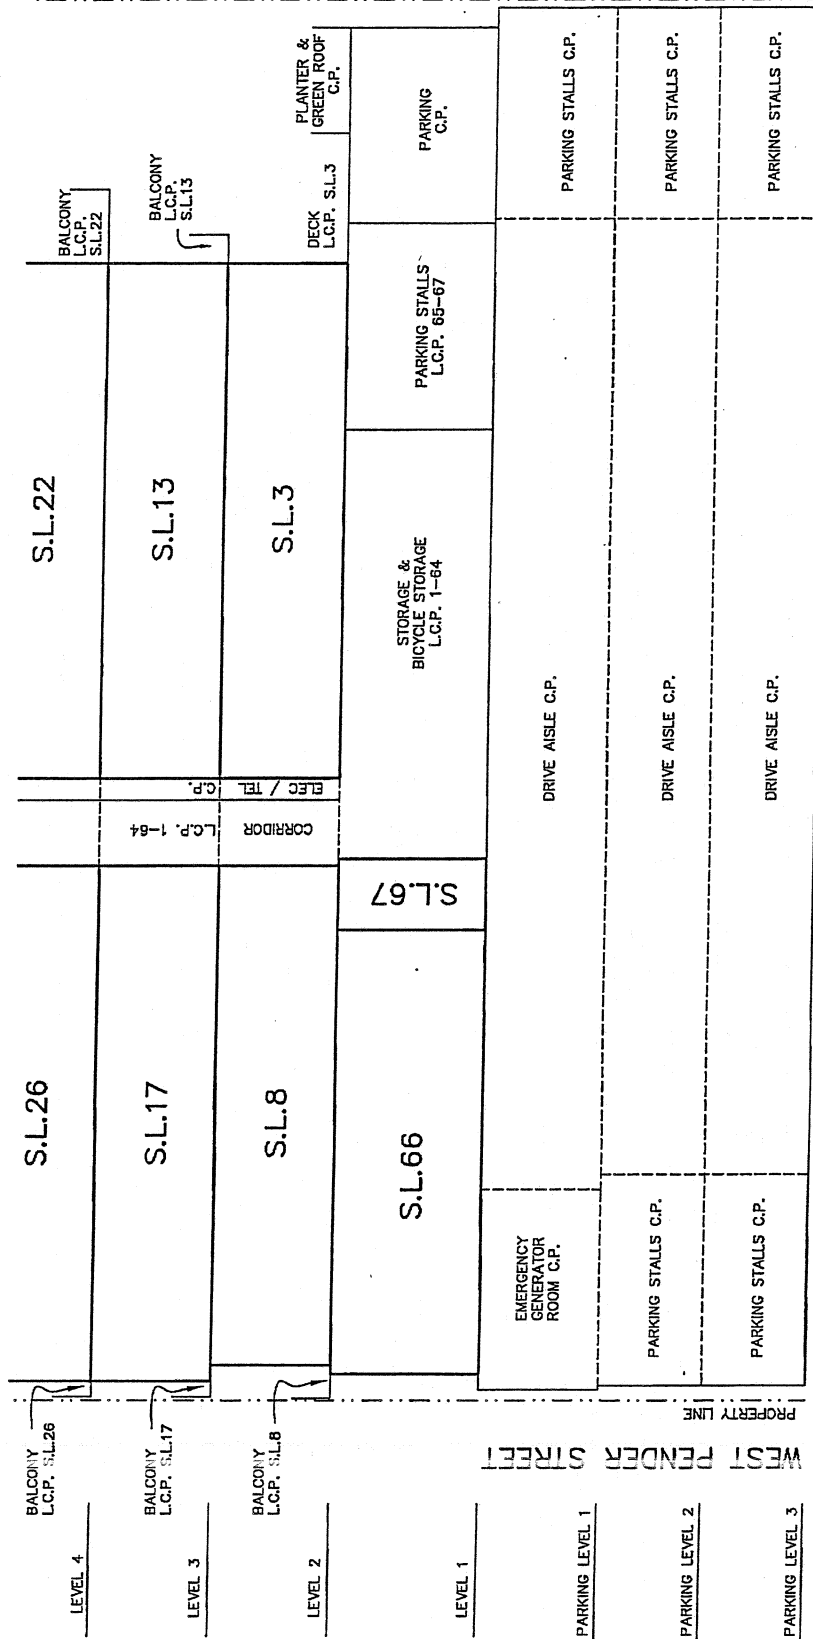 BALCONY
L.C.P. S.L.26
S.L.26
S.L.22
BALCONY
L.C.P.
S.L.22
LEVEL 4
BALCONY
L.C.P. S.L.17
S.L.17
L.C.P. 1-64
C.P.
S.L.13
BALCONY
L.C.P.
S.L.13
LEVEL 3
BALCONY
L.C.P. S.L.8
S.L.8
CORRIDOR
ELEC / TEL
S.L.3
DECK
L.C.P. S.L.3
PLANTER &
GREEN ROOF
C.P.
LEVEL 2
S.L.66
S.L.67
STORAGE &
BICYCLE STORAGE
L.C.P. 1-64
PARKING STALLS
L.C.P. 65-67
PARKING
C.P.
LEVEL 1
WEST PENDER STREET
PROPERTY LINE
EMERGENCY
GENERATOR
ROOM C.P.
DRIVE AISLE C.P.
PARKING STALLS C.P.
PARKING LEVEL 1
PARKING STALLS C.P.
DRIVE AISLE C.P.
PARKING STALLS C.P.
PARKING LEVEL 2
PARKING STALLS C.P.
DRIVE AISLE C.P.
PARKING STALLS C.P.
PARKING LEVEL 3